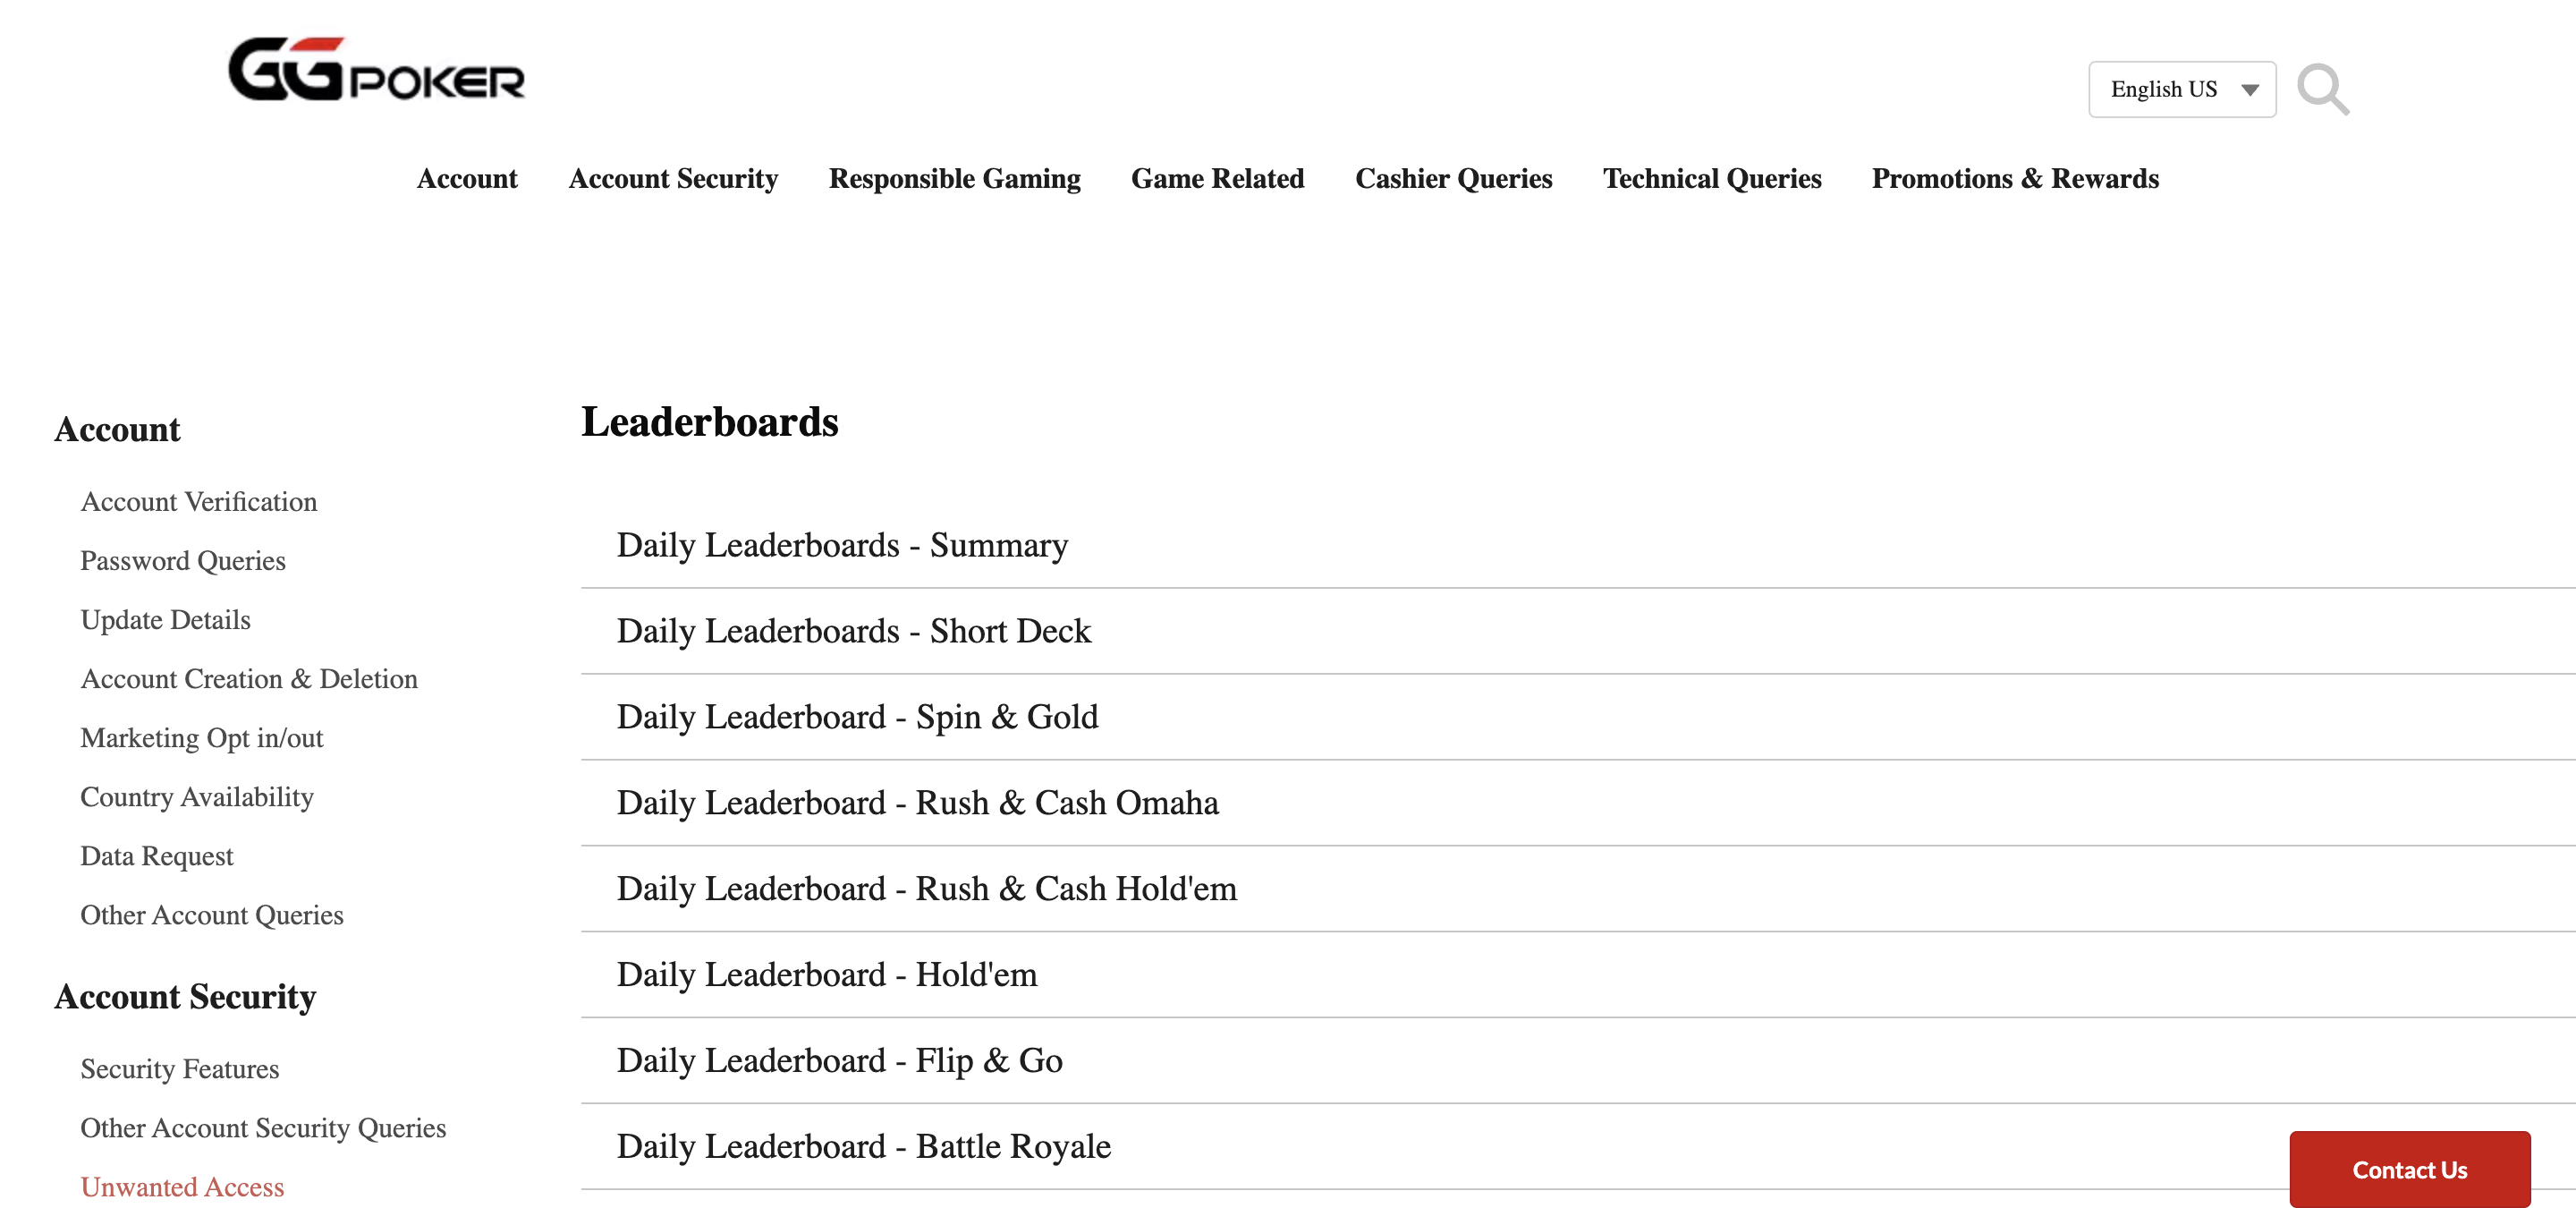 GGPOKER
English US
Account
Account Security
Responsible Gaming
Game Related
Cashier Queries
Technical Queries
Promotions & Rewards
Account
Account Verification
Password Queries
Update Details
Account Creation & Deletion
Marketing Opt in/out
Country Availability
Data Request
Other Account Queries
Account Security
Security Features
Other Account Security Queries
Unwanted Access
Leaderboards
Daily Leaderboards - Summary
Daily Leaderboards - Short Deck
Daily Leaderboard - Spin & Gold
Daily Leaderboard - Rush & Cash Omaha
Daily Leaderboard - Rush & Cash Hold'em
Daily Leaderboard - Hold'em
Daily Leaderboard - Flip & Go
Daily Leaderboard - Battle Royale
Contact Us